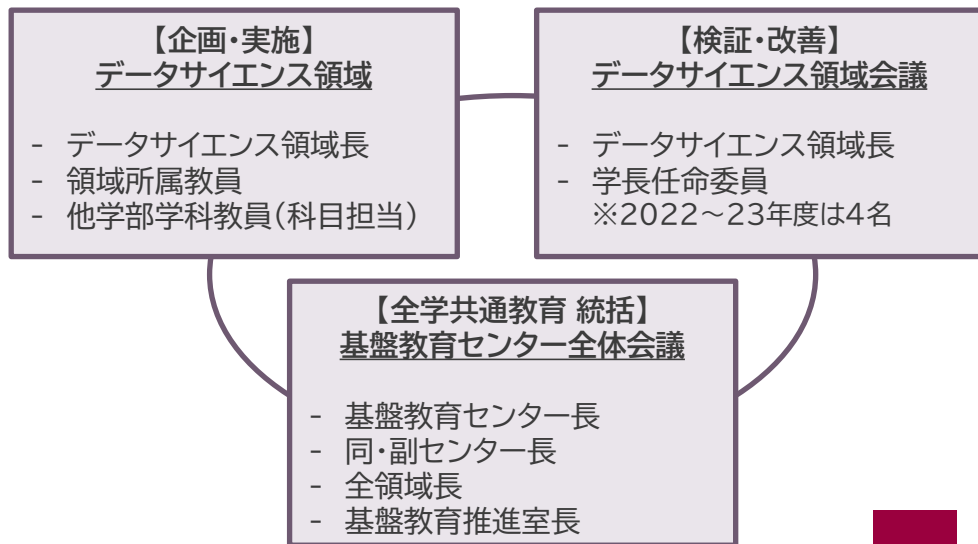 【企画・実施】
データサイエンス領域
- データサイエンス領域長
- 領域所属教員
- 他学部学科教員(科目担当)
【検証・改善】
データサイエンス領域会議
- データサイエンス領域長
- 学長任命委員
※2022～23年度は4名
【全学共通教育 統括】
基盤教育センター全体会議
- 基盤教育センター長
- 同・副センター長
- 全領域長
- 基盤教育推進室長